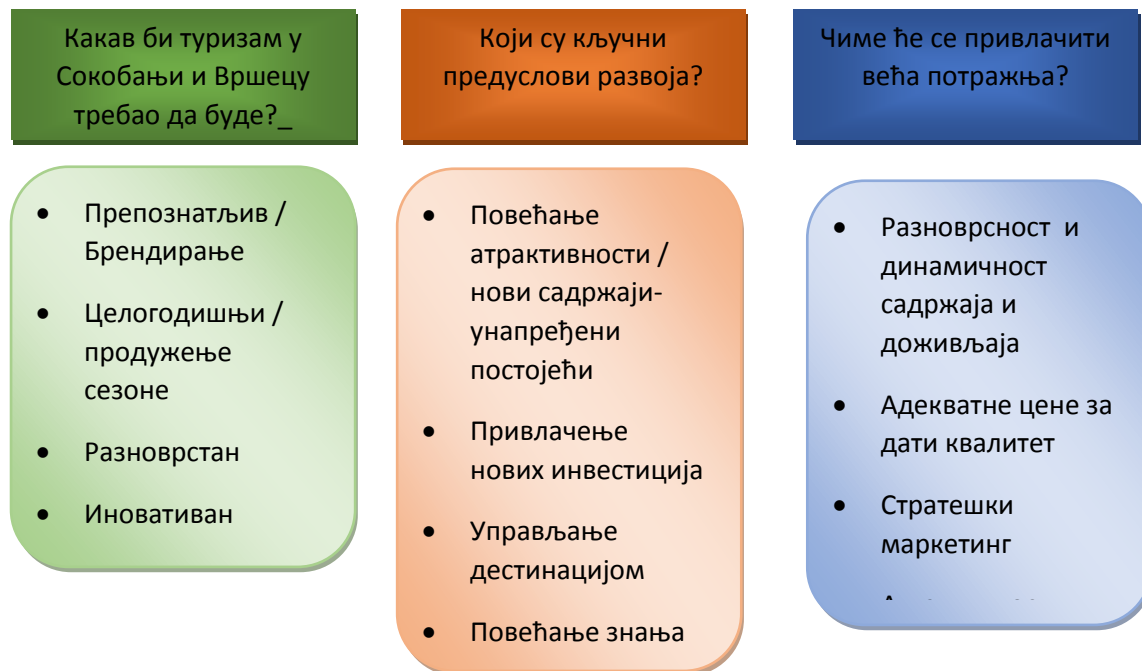 Какав би туризам у
Сокобањи и Вршецу
требао да буде?_
Који су кључни
предуслови развоја?
Чиме ће се привлачити
већа потражња?
• Препознатљив /
Брендирање
• Целогодишњи /
продужење
сезоне
• Разноврстан
• Иновативан
• Повећање
атрактивности /
нови садржаји-
унапређени
постојећи
• Привлачење
нових инвестиција
• Управљање
дестинацијом
• Повећање знања
• Разноврсност и
динамичност
садржаја и
доживљаја
• Адекватне цене за
дати квалитет
• Стратешки
маркетинг